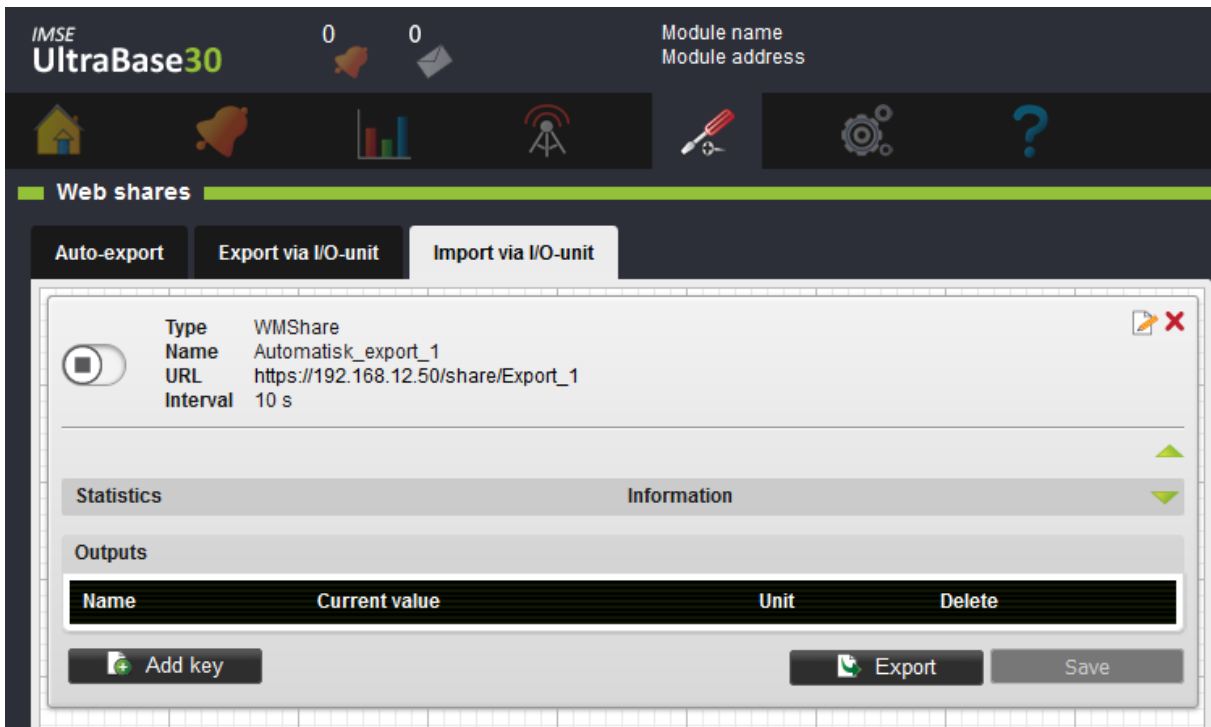 IMSE
UltraBase30
0
0
Module name
Module address
?
Web shares
Auto-export
Export via I/O-unit
Import via I/O-unit
Type WMShare
Name Automatisk_export_1
URL https://192.168.12.50/share/Export_1
Interval 10 s
Statistics Information
Outputs
Name Current value Unit Delete
Add key
Export
Save